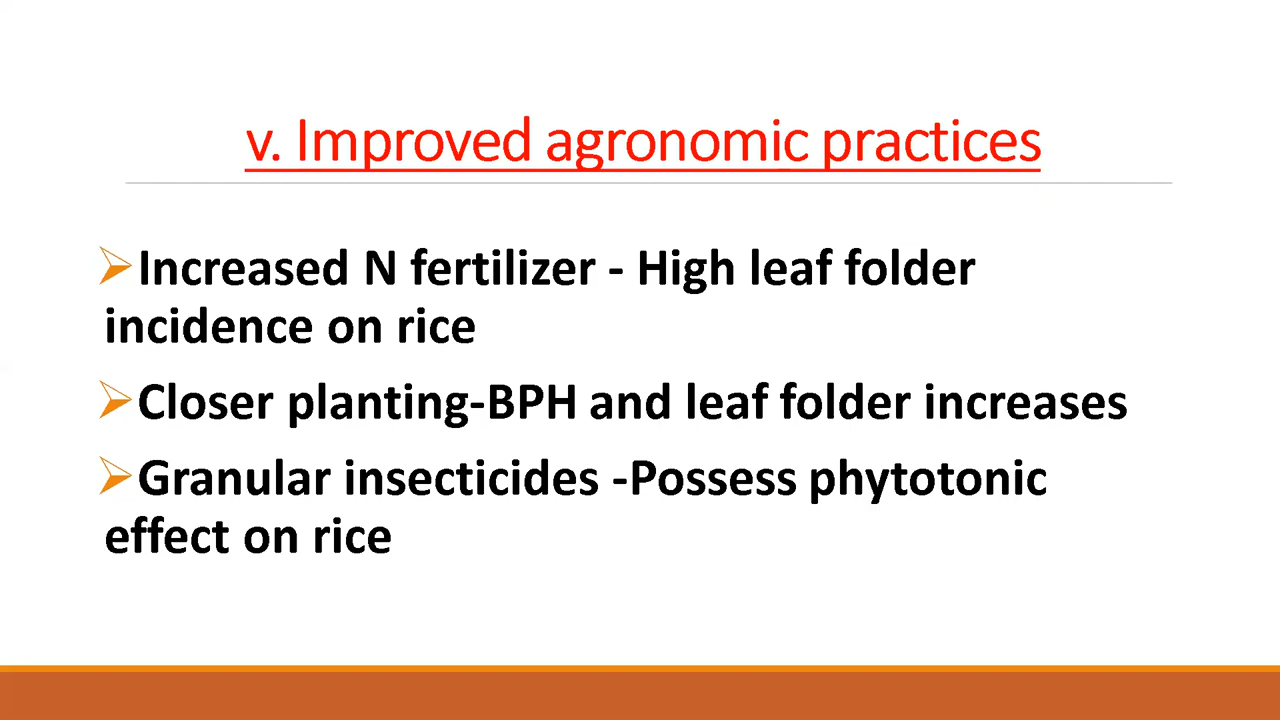 v. Improved agronomic practices
➢Increased N fertilizer - High leaf folder
incidence on rice
➢Closer planting-BPH and leaf folder increases
➢Granular insecticides -Possess phytotonic
effect on rice